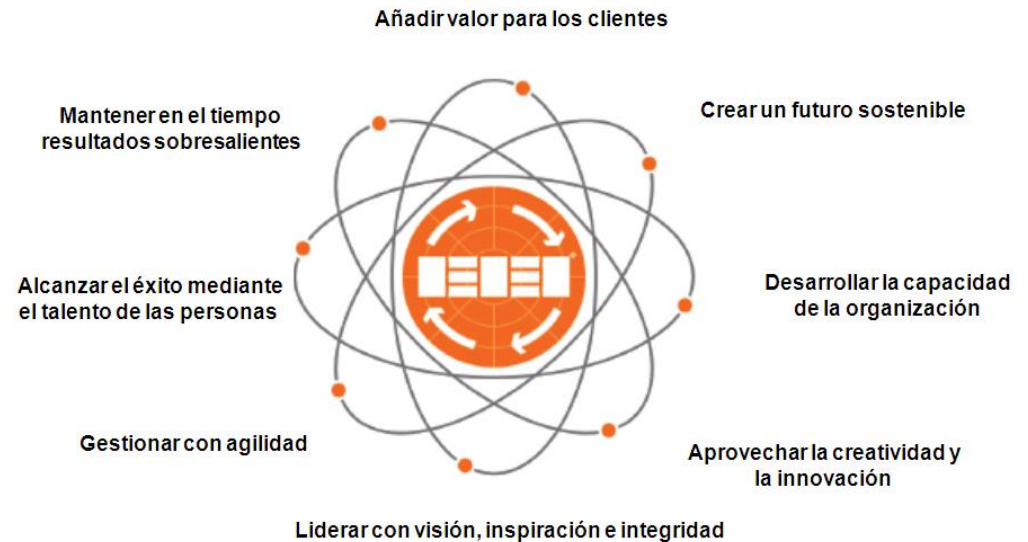 Añadir valor para los clientes
Mantener en el tiempo
resultados sobresalientes
Crear un futuro sostenible
Alcanzar el éxito mediante
el talento de las personas
Desarrollar la capacidad
de la organización
Gestionar con agilidad
Aprovechar la creatividad y
la innovación
Liderar con visión, inspiración e integridad